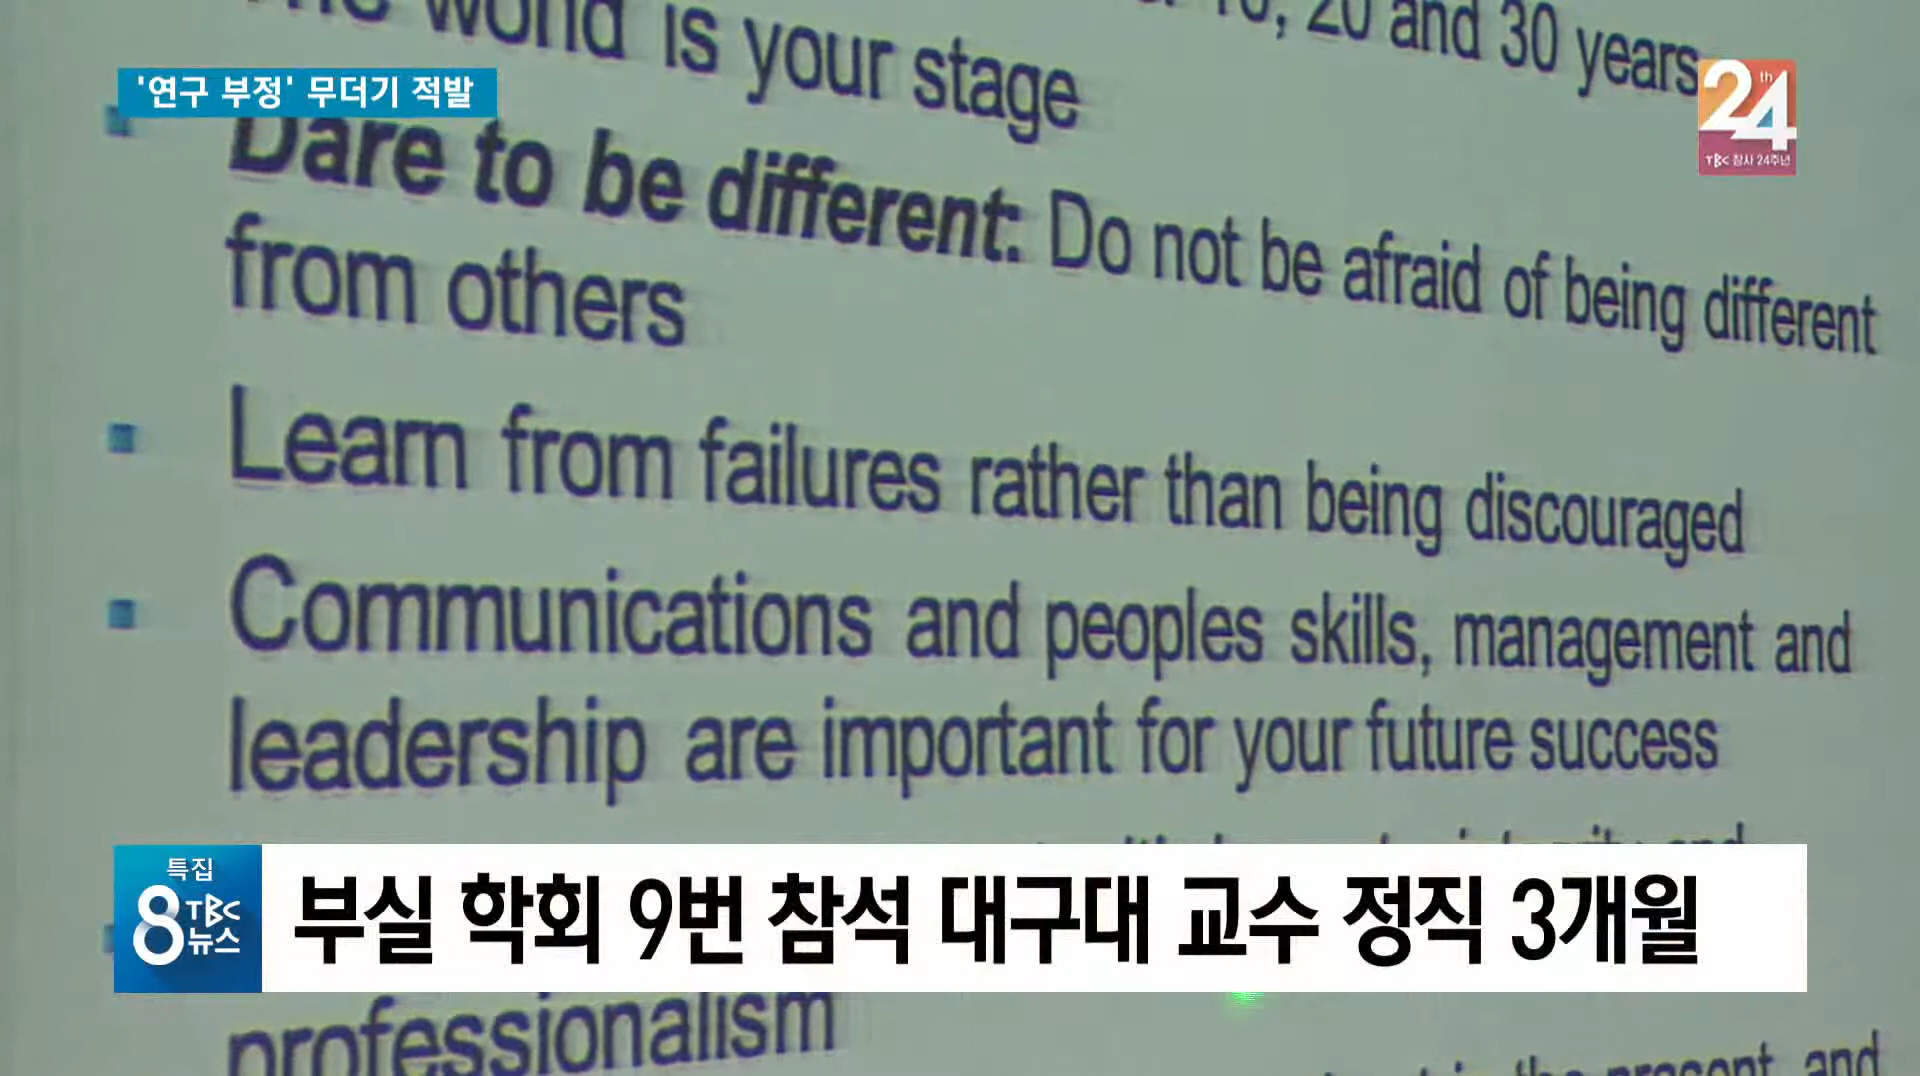 world is your stage
20 and 30 years
'연구 부정' 무더기 적발
24th
TBC 창사 24주년
Dare to be different: Do not be afraid of being different
from others
Learn from failures rather than being discouraged
Communications and peoples skills, management and
leadership are important for your future success
특집
8 TBC 뉴스
부실 학회 9번 참석 대구대 교수 정직 3개월
professionalism
present, and